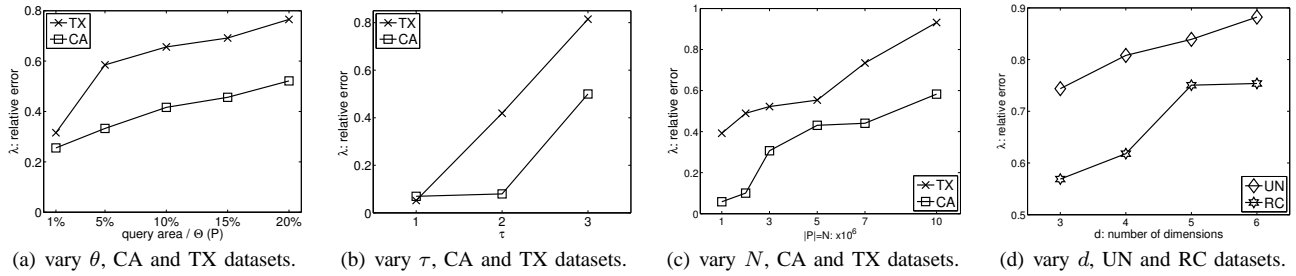 0.8
0.6
0.4
0.2
0
λ: relative error
TX
CA
1% 5% 10% 15% 20%
query area / Θ (P)
(a) vary θ, CA and TX datasets.
0.8
0.6
0.4
0.2
0
λ: relative error
TX
CA
1 2 3
τ
(b) vary τ, CA and TX datasets.
1
0.8
0.6
0.4
0.2
0
λ: relative error
TX
CA
1 3 5 7 10
|P|=N: x10⁶
(c) vary N, CA and TX datasets.
0.9
0.8
0.7
0.6
0.5
λ: relative error
UN
RC
3 4 5 6
d: number of dimensions
(d) vary d, UN and RC datasets.